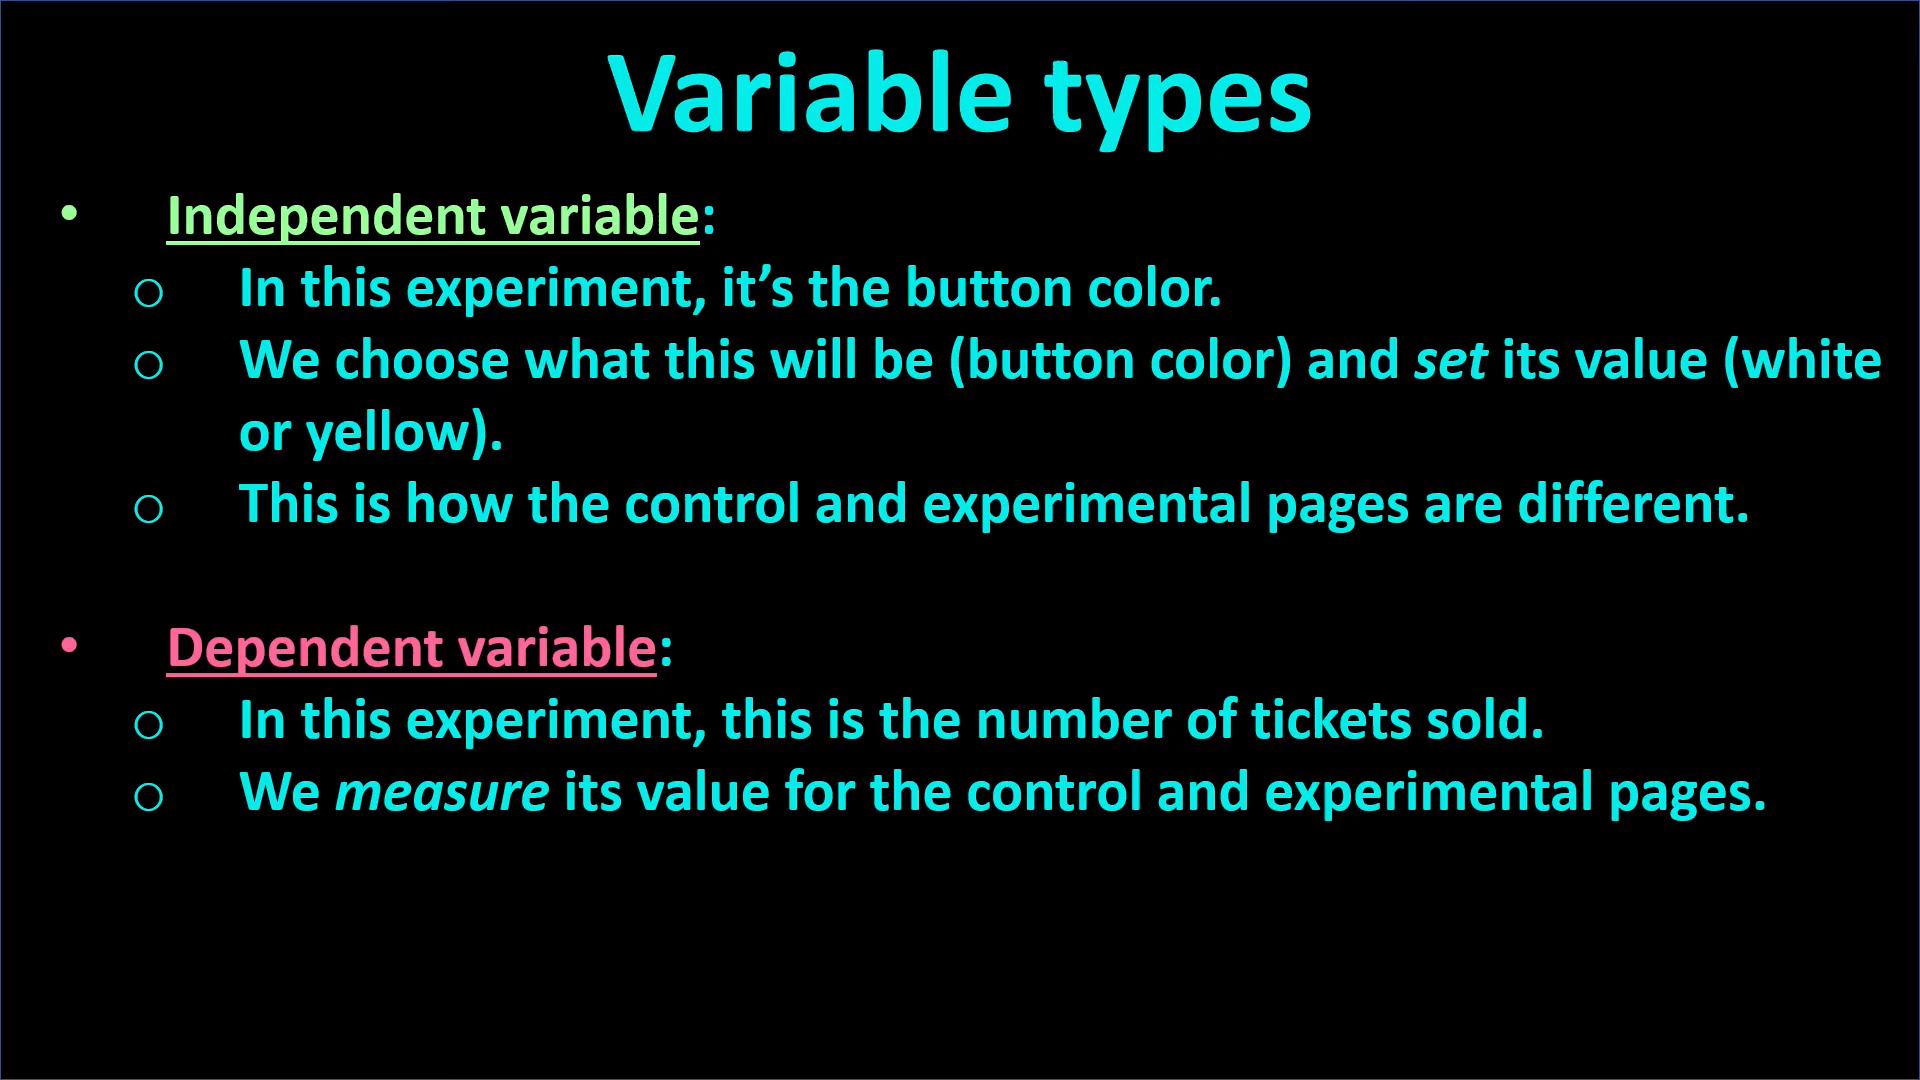 Variable types
• Independent variable:
o In this experiment, it’s the button color.
o We choose what this will be (button color) and set its value (white
or yellow).
o This is how the control and experimental pages are different.
• Dependent variable:
o In this experiment, this is the number of tickets sold.
o We measure its value for the control and experimental pages.